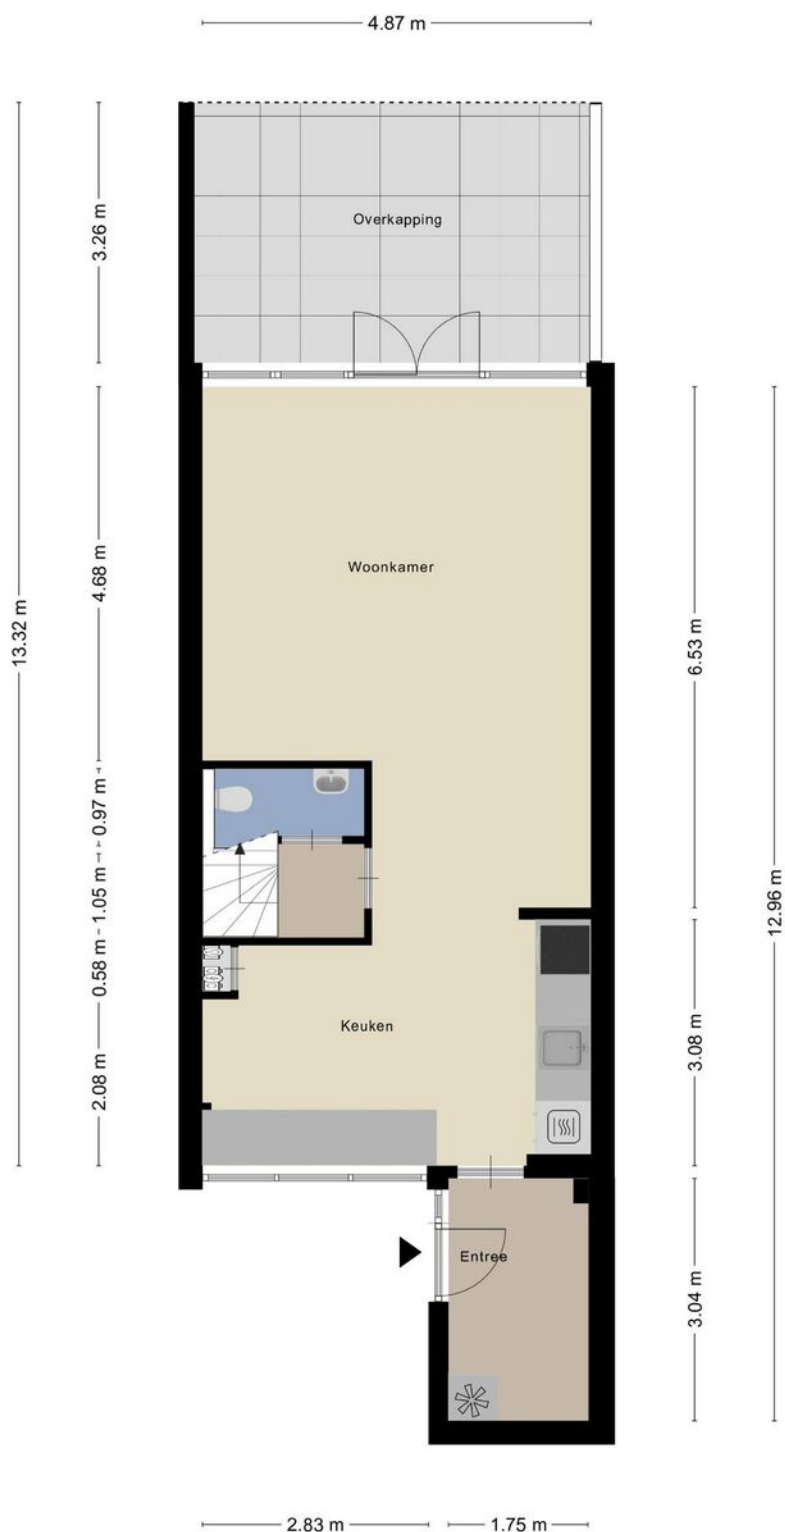 4.87 m
3.26 m
Overkapping
4.68 m
Woonkamer
13.32 m
6.53 m
0.97 m
1.05 m
12.96 m
0.58 m
Keuken
3.08 m
2.08 m
Entree
3.04 m
2.83 m
1.75 m